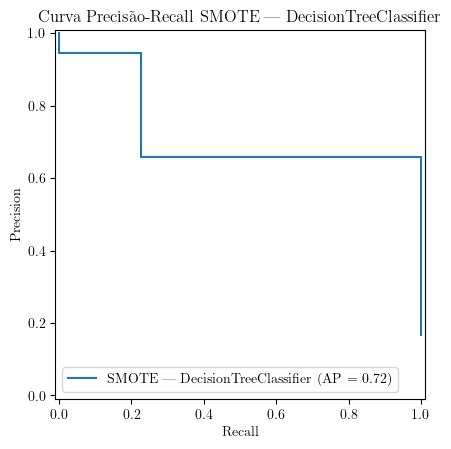 Curva Precisão-Recall SMOTE — DecisionTreeClassifier
1.0
0.8
0.6
0.4
0.2
0.0
Precision
SMOTE — DecisionTreeClassifier (AP = 0.72)
0.0 0.2 0.4 0.6 0.8 1.0
Recall